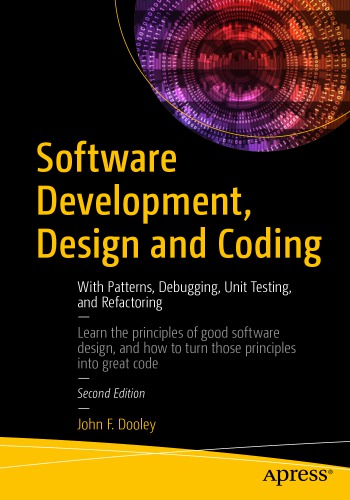 Software
Development,
Design and Coding
With Patterns, Debugging, Unit Testing,
and Refactoring
—
Learn the principles of good software
design, and how to turn those principles
into great code
—
Second Edition
—
John F. Dooley
Apress®